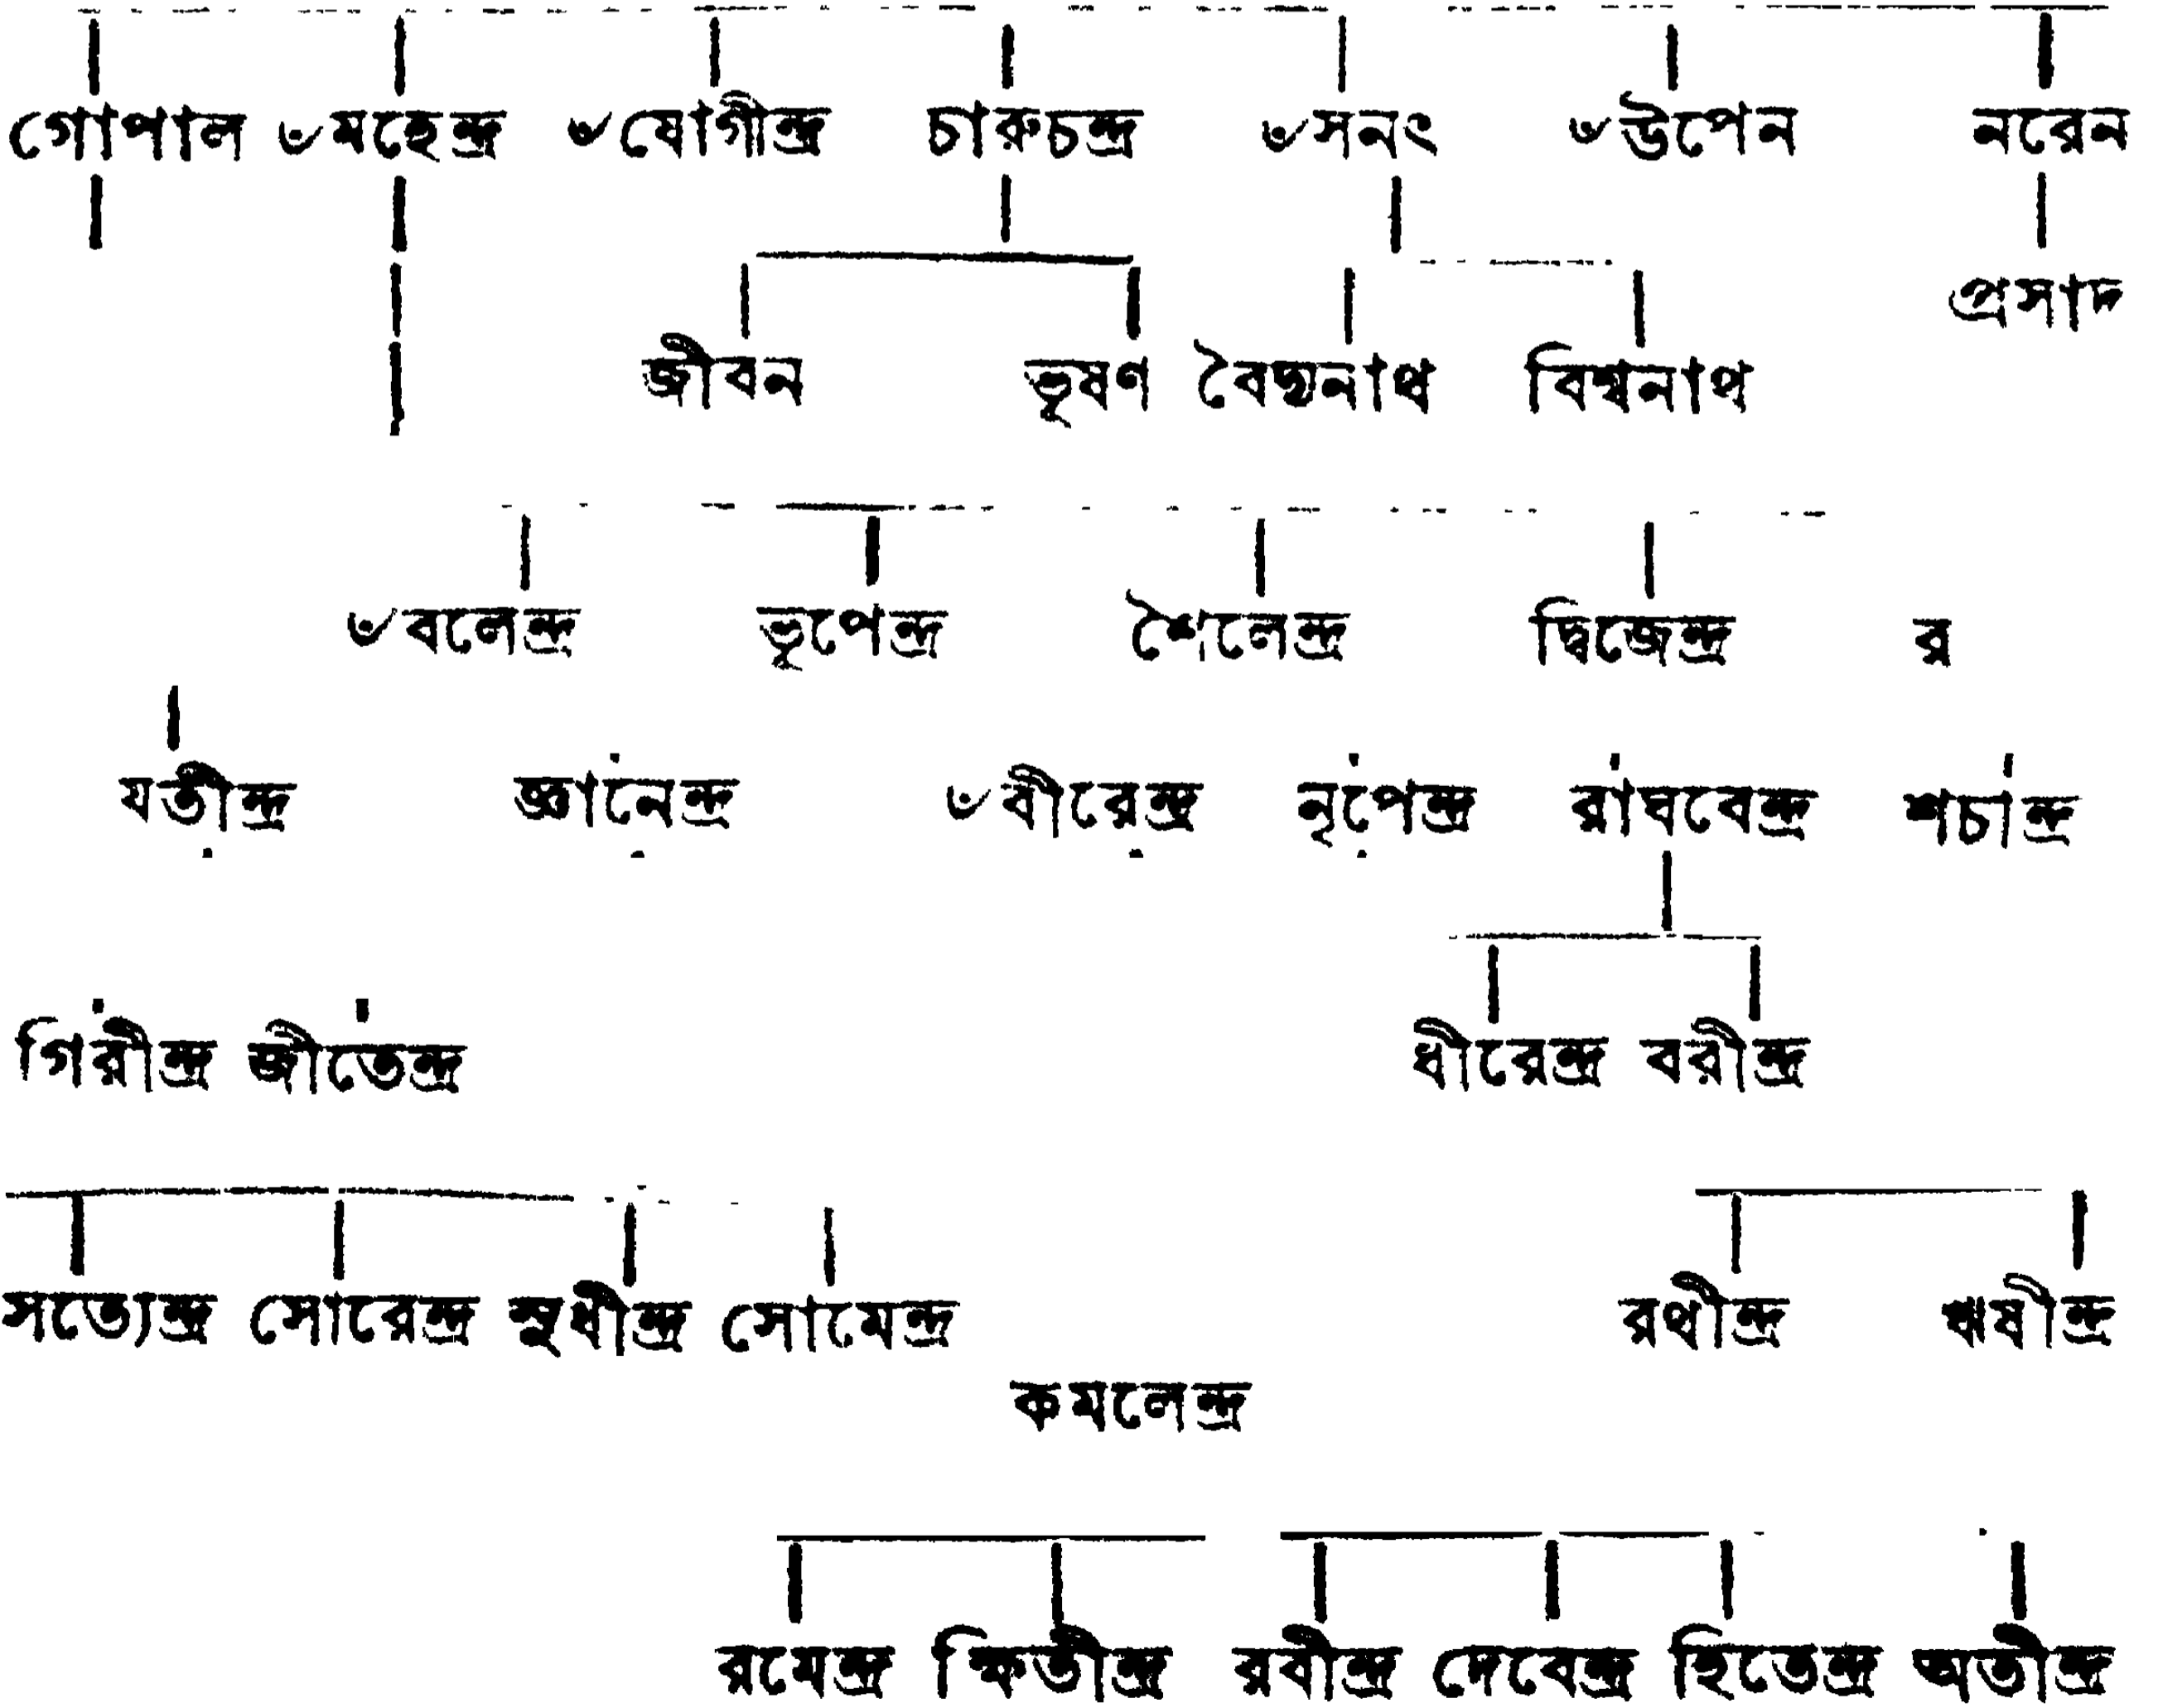 গোপাল ৺মহেন্দ্র ৺যোগীন্দ্র চারুচন্দ্র ৺সনৎ ৺উপেন নরেন
প্রসাদ
জীবন ভূষণ বৈদ্যনাথ বিশ্বনাথ
৺বলেন্দ্র ভূপেন্দ্র শৈলেন্দ্র দ্বিজেন্দ্র ব
যতীন্দ্র জ্ঞানেন্দ্র ৺বীরেন্দ্র নৃপেন্দ্র রাঘবেন্দ্র শচীন্দ্র
গিরীন্দ্র জীতেন্দ্র ধীরেন্দ্র বরীন্দ্র
সত্যেন্দ্র সৌরেন্দ্র সুধীন্দ্র সোমেন্দ্র রথীন্দ্র ঋষীন্দ্র
কমলেন্দ্র
রমেন্দ্র ক্ষিতীন্দ্র রবীন্দ্র দেবেন্দ্র হিতেন্দ্র অতীন্দ্র